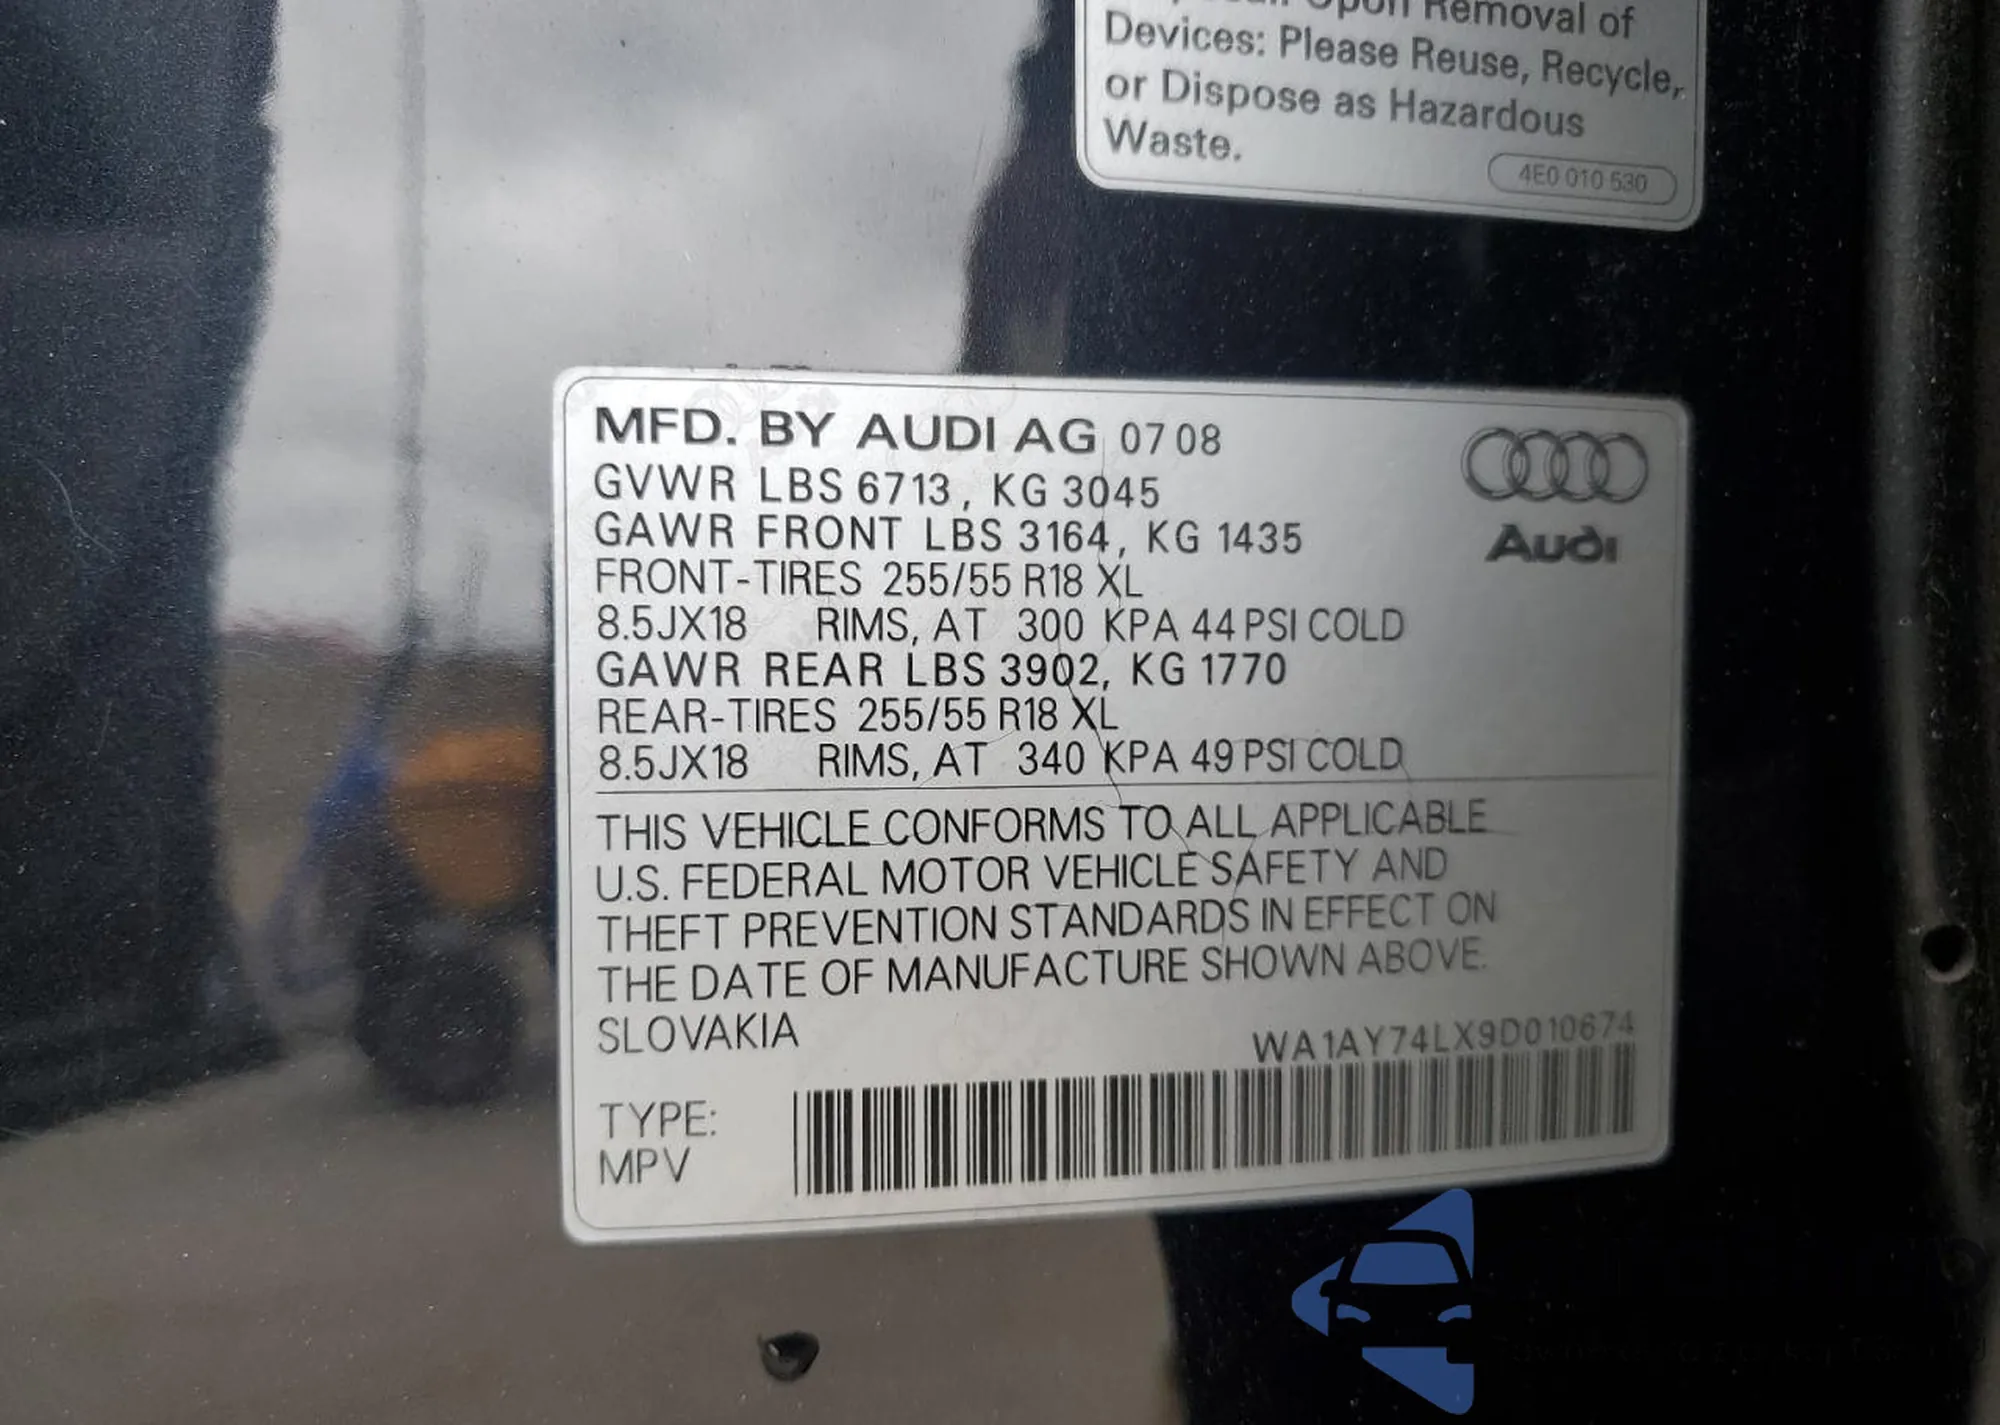 Upon Removal of
Devices: Please Reuse, Recycle,
or Dispose as Hazardous
Waste.
4E0 010 530
MFD. BY AUDI AG 07 08
GVWR LBS 6713, KG 3045
GAWR FRONT LBS 3164, KG 1435
FRONT-TIRES 255/55 R18 XL
8.5JX18 RIMS, AT 300 KPA 44 PSI COLD
GAWR REAR LBS 3902, KG 1770
REAR-TIRES 255/55 R18 XL
8.5JX18 RIMS, AT 340 KPA 49 PSI COLD
Audi
THIS VEHICLE CONFORMS TO ALL APPLICABLE
U.S. FEDERAL MOTOR VEHICLE SAFETY AND
THEFT PREVENTION STANDARDS IN EFFECT ON
THE DATE OF MANUFACTURE SHOWN ABOVE.
SLOVAKIA
WA1AY74LX9D010674
TYPE:
MPV